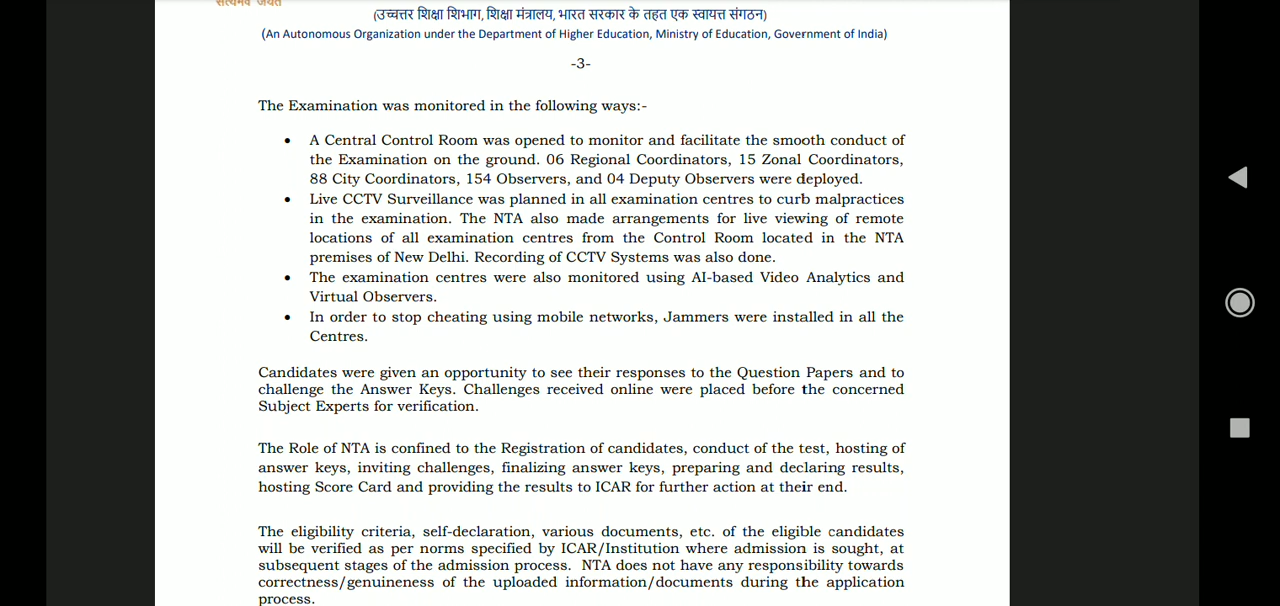 सत्यमेव जयते
(उच्चत्तर शिक्षा शिभाग, शिक्षा मंत्रालय, भारत सरकार के तहत एक स्वायत्त संगठन)
(An Autonomous Organization under the Department of Higher Education, Ministry of Education, Government of India)
-3-
The Examination was monitored in the following ways:-
• A Central Control Room was opened to monitor and facilitate the smooth conduct of
the Examination on the ground. 06 Regional Coordinators, 15 Zonal Coordinators,
88 City Coordinators, 154 Observers, and 04 Deputy Observers were deployed.
• Live CCTV Surveillance was planned in all examination centres to curb malpractices
in the examination. The NTA also made arrangements for live viewing of remote
locations of all examination centres from the Control Room located in the NTA
premises of New Delhi. Recording of CCTV Systems was also done.
• The examination centres were also monitored using AI-based Video Analytics and
Virtual Observers.
• In order to stop cheating using mobile networks, Jammers were installed in all the
Centres.
Candidates were given an opportunity to see their responses to the Question Papers and to
challenge the Answer Keys. Challenges received online were placed before the concerned
Subject Experts for verification.
The Role of NTA is confined to the Registration of candidates, conduct of the test, hosting of
answer keys, inviting challenges, finalizing answer keys, preparing and declaring results,
hosting Score Card and providing the results to ICAR for further action at their end.
The eligibility criteria, self-declaration, various documents, etc. of the eligible candidates
will be verified as per norms specified by ICAR/Institution where admission is sought, at
subsequent stages of the admission process. NTA does not have any responsibility towards
correctness/genuineness of the uploaded information/documents during the application
process.